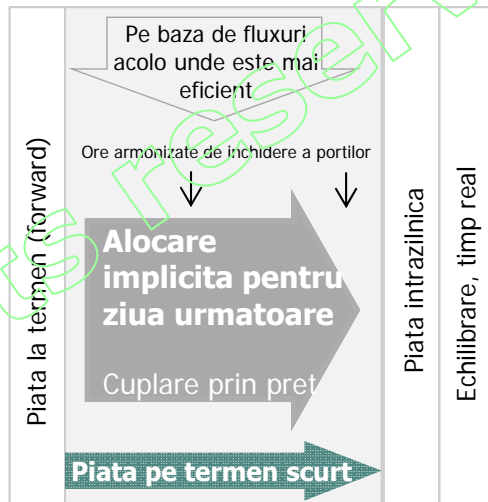 Pe baza de fluxuri
acolo unde este mai
eficient
Ore armonizate de inchidere a portilor
Piata la termen (forward)
Alocare
implicita pentru
ziua urmatoare
Cuplare prin pret
Piata pe termen scurt
Piata intrazilnica
Echilibrare, timp real